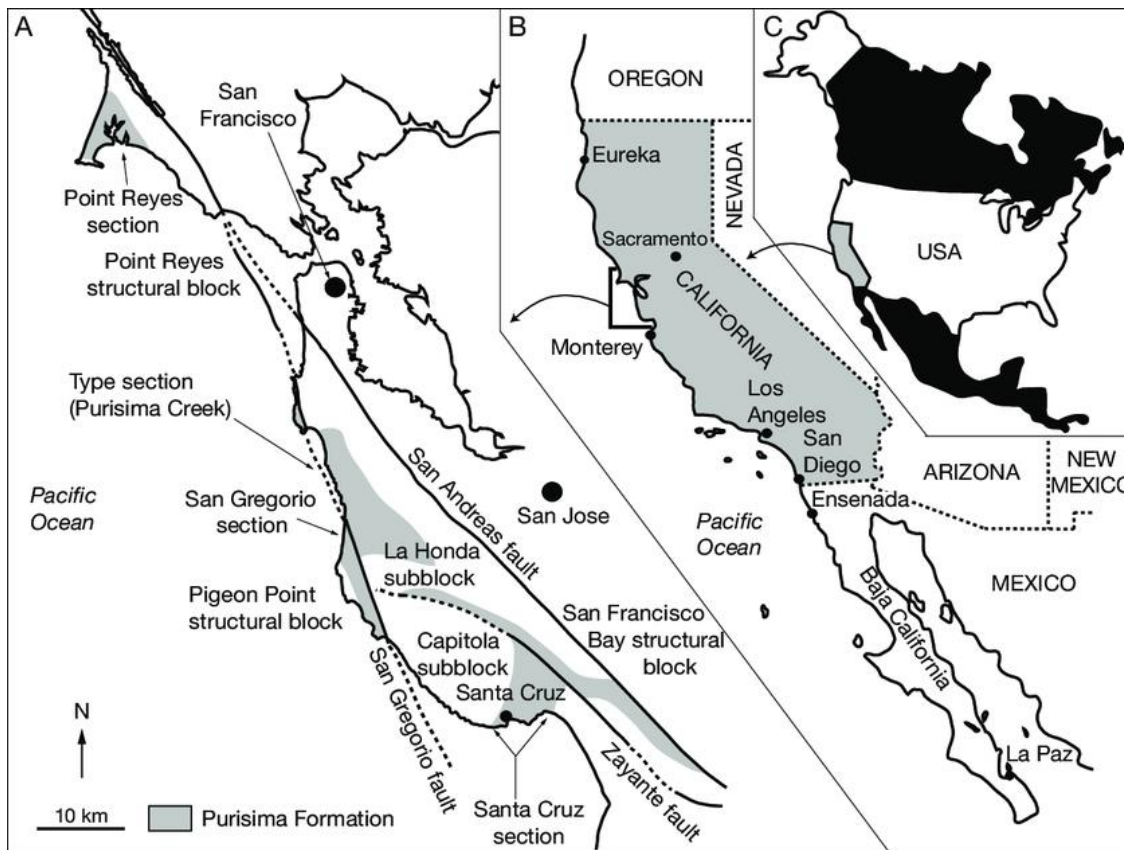 A
San
Francisco
Point Reyes
section
Point Reyes
structural block
Type section
(Purisima Creek)
Pacific
Ocean
San Gregorio
section
Pigeon Point
structural block
San Andreas fault
San Jose
La Honda
subblock
San Francisco
Bay structural
block
Capitola
subblock
Santa Cruz
San Gregorio fault
Zayante fault
Santa Cruz
section
N
10 km
Purisima Formation
B
OREGON
Eureka
NEVADA
Sacramento
CALIFORNIA
Monterey
Los
Angeles
San
Diego
Ensenada
ARIZONA
NEW
MEXICO
Pacific
Ocean
MEXICO
Baja California
La Paz
C
USA